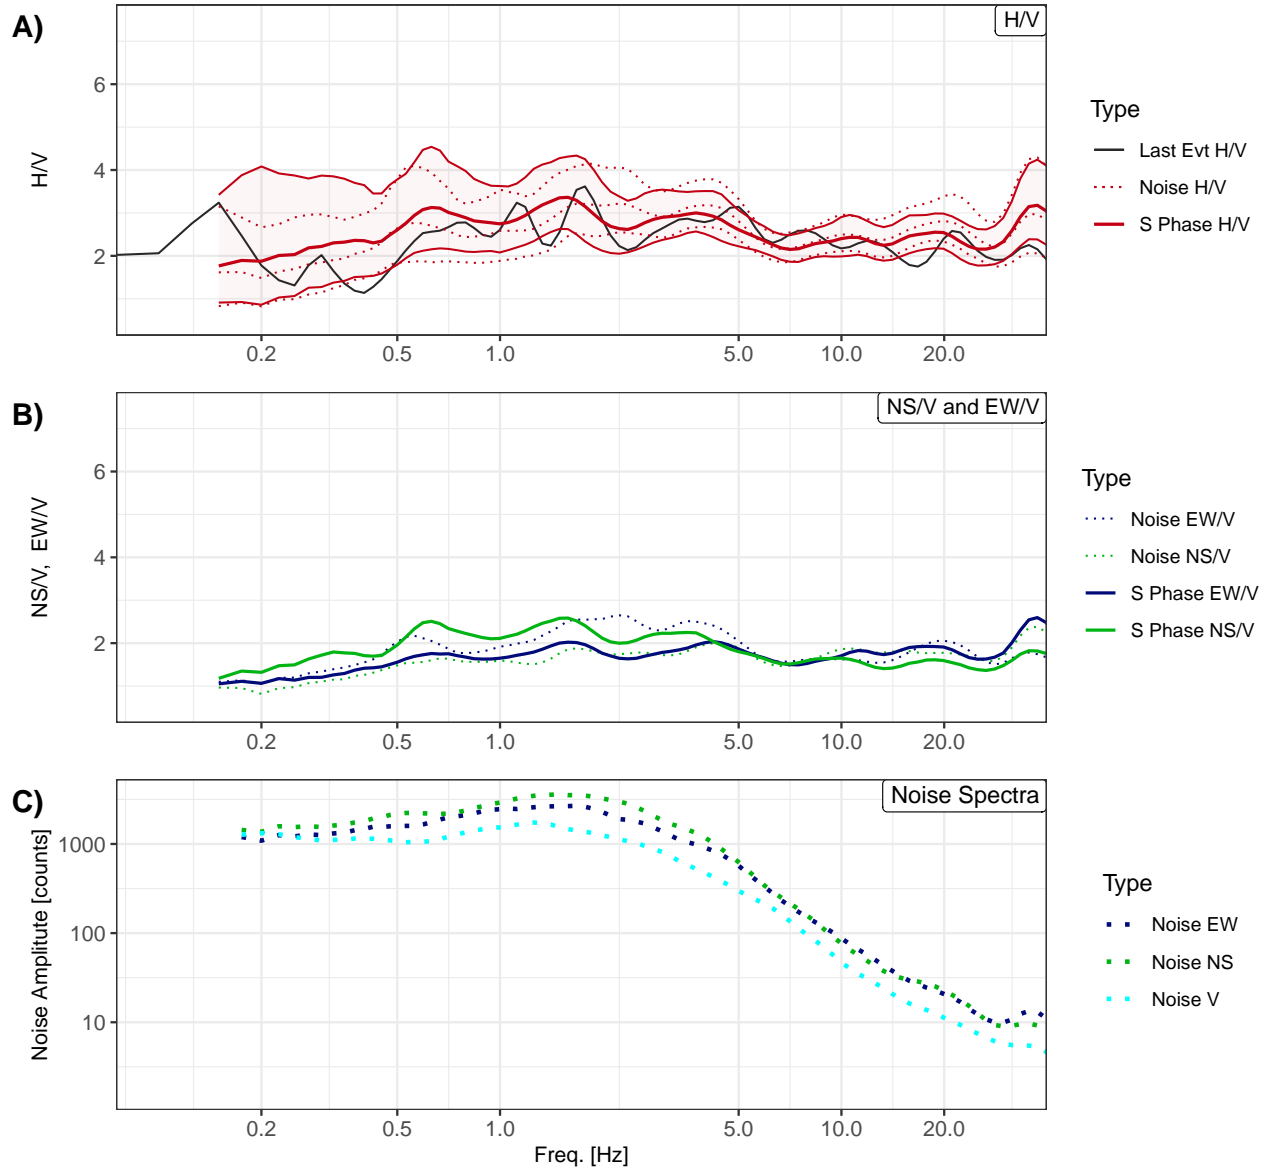 A)
H/V
6
4
2
H/V
0.2 0.5 1.0 5.0 10.0 20.0
Type
Last Evt H/V
Noise H/V
S Phase H/V
B)
NS/V and EW/V
6
4
2
NS/V, EW/V
0.2 0.5 1.0 5.0 10.0 20.0
Type
Noise EW/V
Noise NS/V
S Phase EW/V
S Phase NS/V
C)
Noise Spectra
1000
100
10
Noise Amplitute [counts]
0.2 0.5 1.0 5.0 10.0 20.0
Freq. [Hz]
Type
Noise EW
Noise NS
Noise V